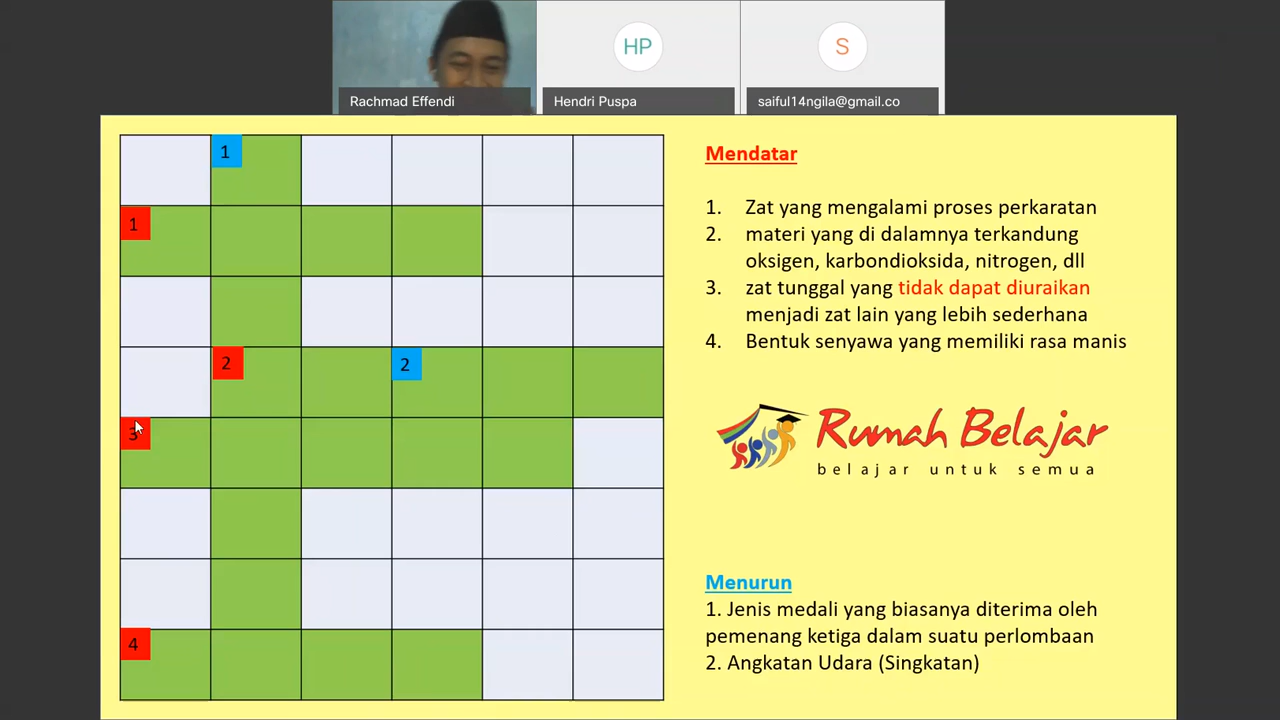 HP
S
Rachmad Effendi
Hendri Puspa
saiful14ngila@gmail.co
1
1
2
2
3
4
Mendatar
1. Zat yang mengalami proses perkaratan
2. materi yang di dalamnya terkandung
oksigen, karbondioksida, nitrogen, dll
3. zat tunggal yang tidak dapat diuraikan
menjadi zat lain yang lebih sederhana
4. Bentuk senyawa yang memiliki rasa manis
Rumah Belajar
belajar untuk semua
Menurun
1. Jenis medali yang biasanya diterima oleh
pemenang ketiga dalam suatu perlombaan
2. Angkatan Udara (Singkatan)